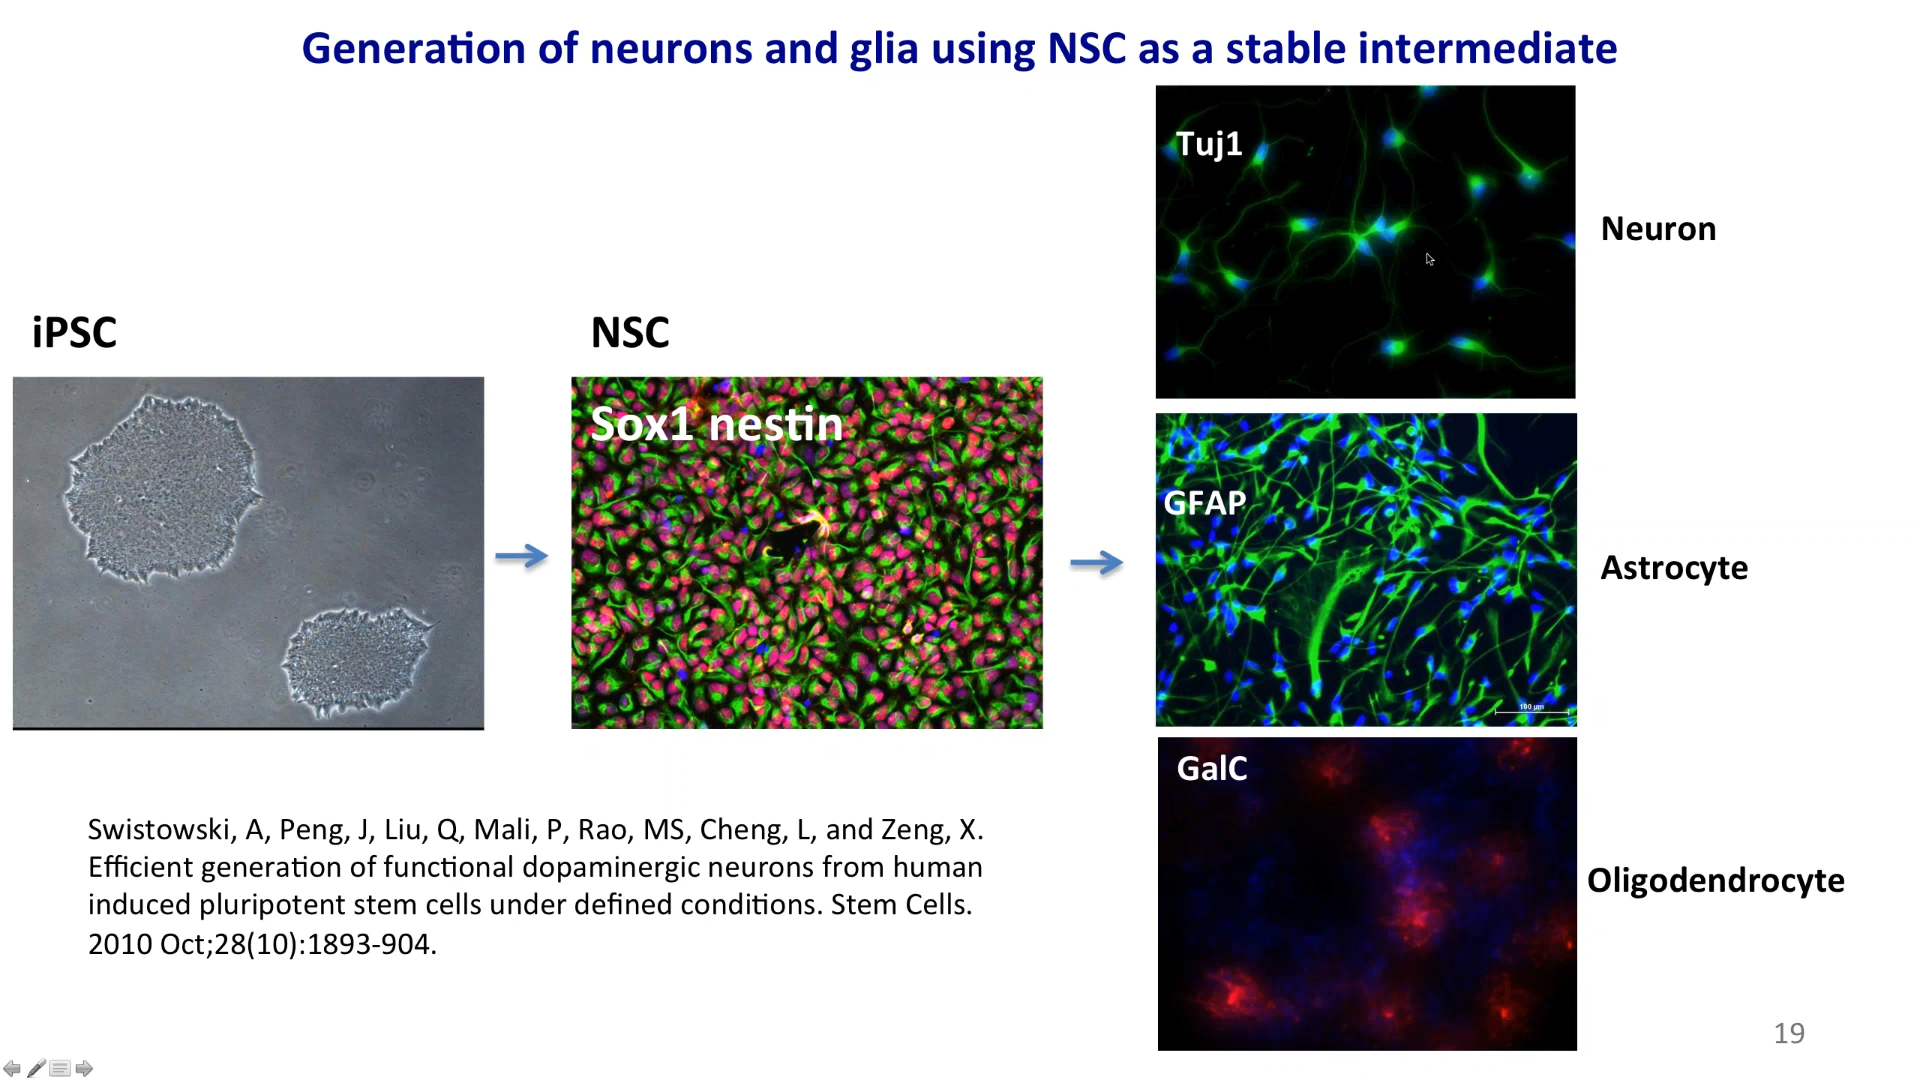 Generation of neurons and glia using NSC as a stable intermediate
iPSC
NSC
Sox1 nestin
Tuj1
Neuron
GFAP
Astrocyte
100 µm
GalC
Oligodendrocyte
Swistowski, A, Peng, J, Liu, Q, Mali, P, Rao, MS, Cheng, L, and Zeng, X.
Efficient generation of functional dopaminergic neurons from human
induced pluripotent stem cells under defined conditions. Stem Cells.
2010 Oct;28(10):1893-904.
19